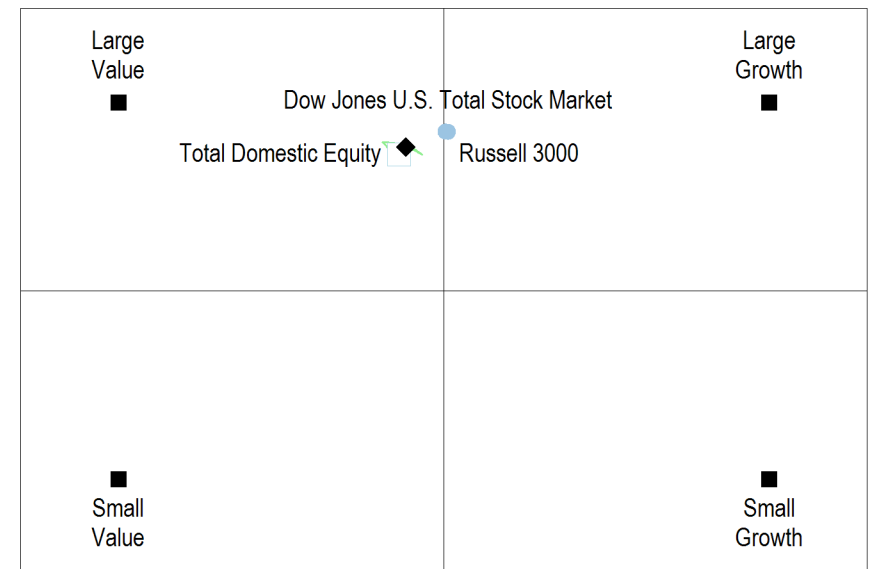 Large
Value
Large
Growth
Dow Jones U.S. Total Stock Market
Total Domestic Equity
Russell 3000
Small
Value
Small
Growth